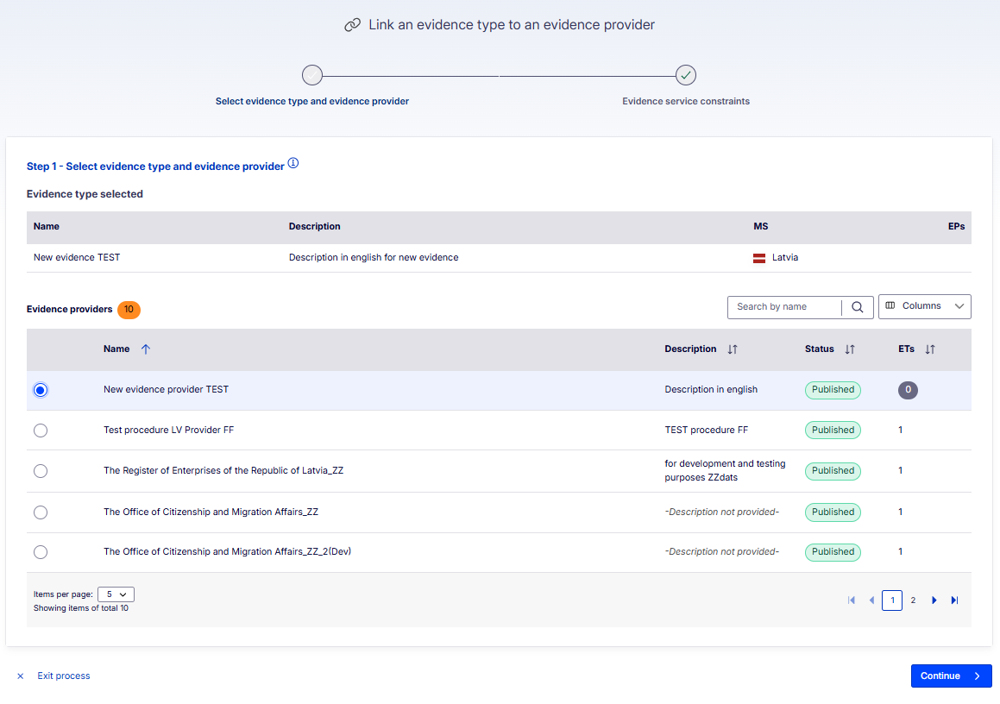 Link an evidence type to an evidence provider
Select evidence type and evidence provider
Evidence service constraints
Step 1 - Select evidence type and evidence provider
Evidence type selected
Name Description MS EPs
New evidence TEST Description in english for new evidence Latvia
Evidence providers 10 Search by name Columns
Name Description Status ETs
New evidence provider TEST Description in english Published 0
Test procedure LV Provider FF TEST procedure FF Published 1
The Register of Enterprises of the Republic of Latvia_ZZ for development and testing purposes ZZdats Published 1
The Office of Citizenship and Migration Affairs_ZZ -Description not provided- Published 1
The Office of Citizenship and Migration Affairs_ZZ_2(Dev) -Description not provided- Published 1
Items per page: 5
Showing items of total 10
1 2
Exit process Continue